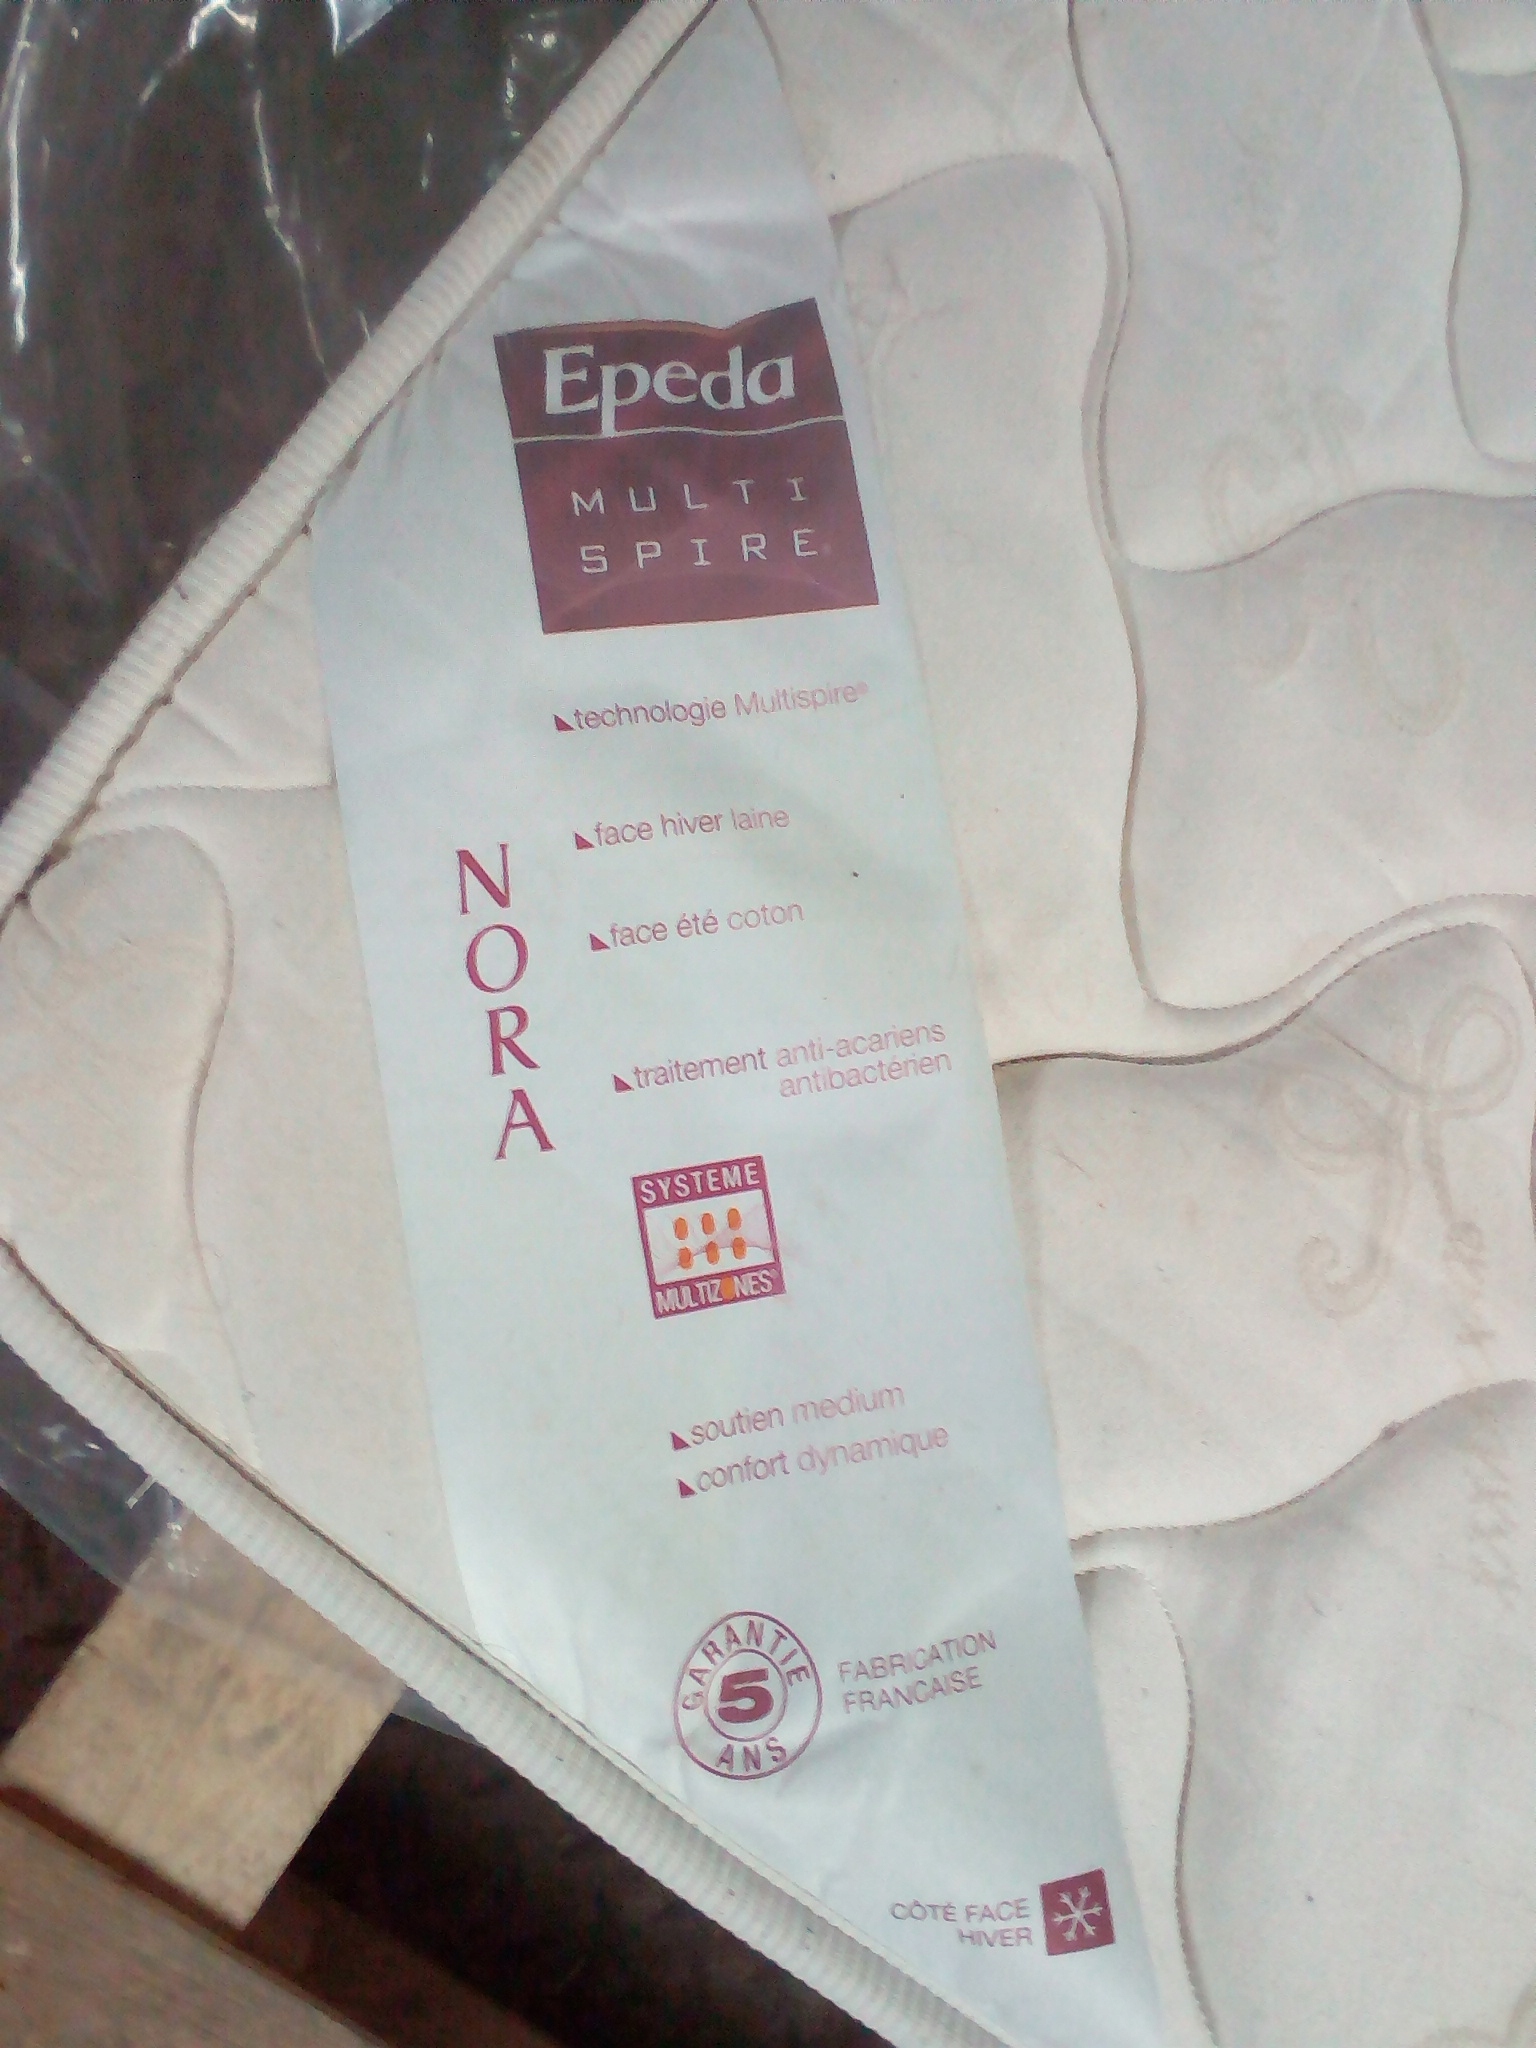 Epeda
MULTI
SPIRE
technologie Multispire®
face hiver laine
face été coton
traitement anti-acariens
antibactérien
NORA
SYSTEME
MULTIZONES®
soutien medium
confort dynamique
GARANTIE
5
ANS
FABRICATION
FRANCAISE
CÔTÉ FACE
HIVER